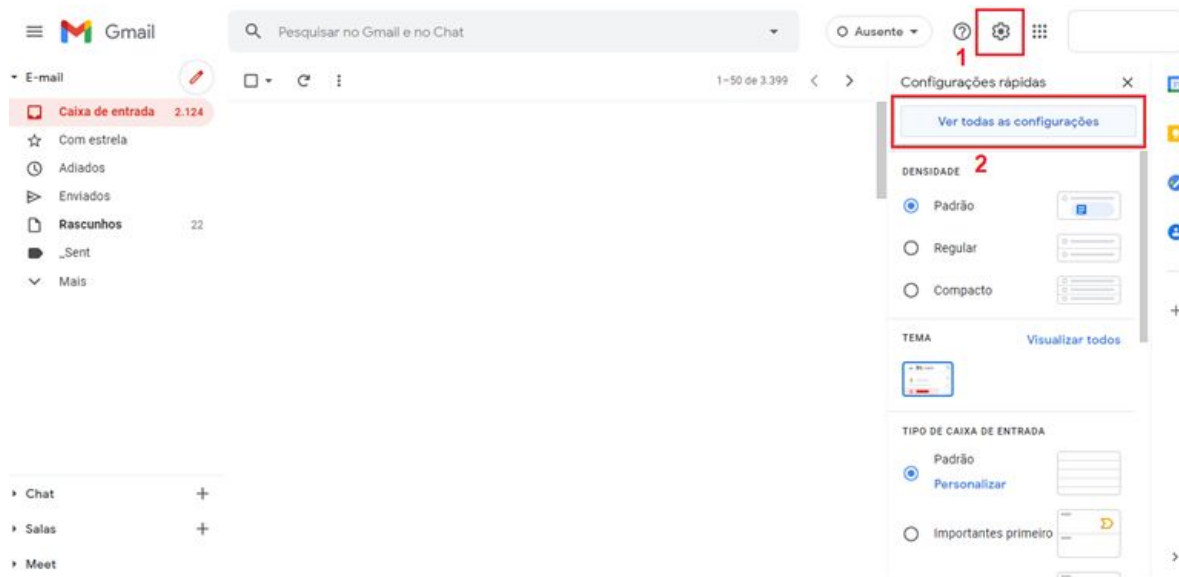 Gmail
Pesquisar no Gmail e no Chat
Ausente
1
E-mail
1–50 de 3.399
Configurações rápidas
Caixa de entrada 2.124
Ver todas as configurações
Com estrela
2
Adiados
DENSIDADE
Enviados
Padrão
Rascunhos 22
Regular
_Sent
Mais
Compacto
TEMA Visualizar todos
TIPO DE CAIXA DE ENTRADA
Padrão
Personalizar
Chat
Salas
Importantes primeiro
Meet